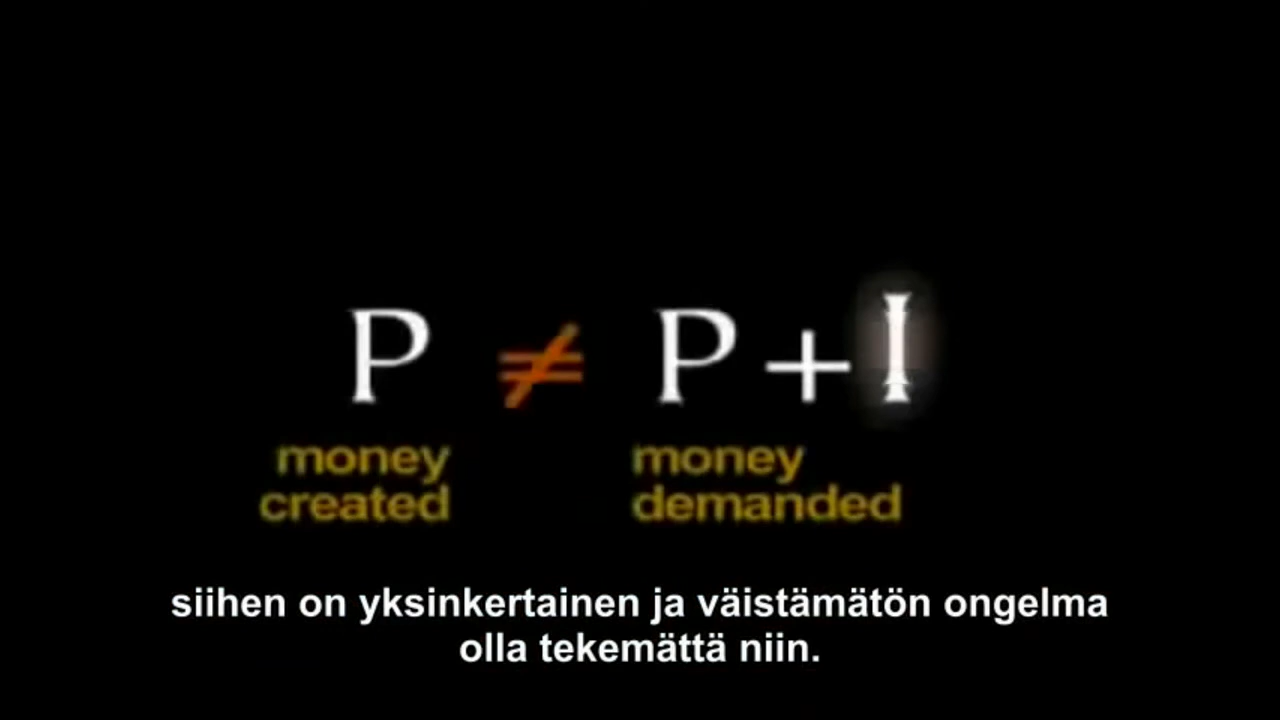 P ≠ P + I
money created
money demanded
siihen on yksinkertainen ja väistämätön ongelma
olla tekemättä niin.